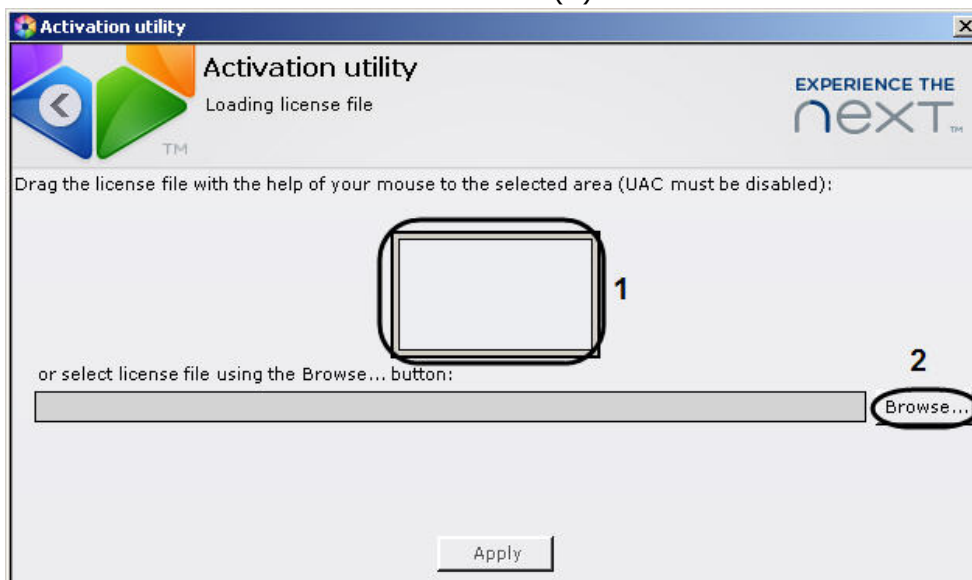 Activation utility
Activation utility
Loading license file
EXPERIENCE THE
next™
TM
Drag the license file with the help of your mouse to the selected area (UAC must be disabled):
1
or select license file using the Browse... button:
2
Browse...
Apply